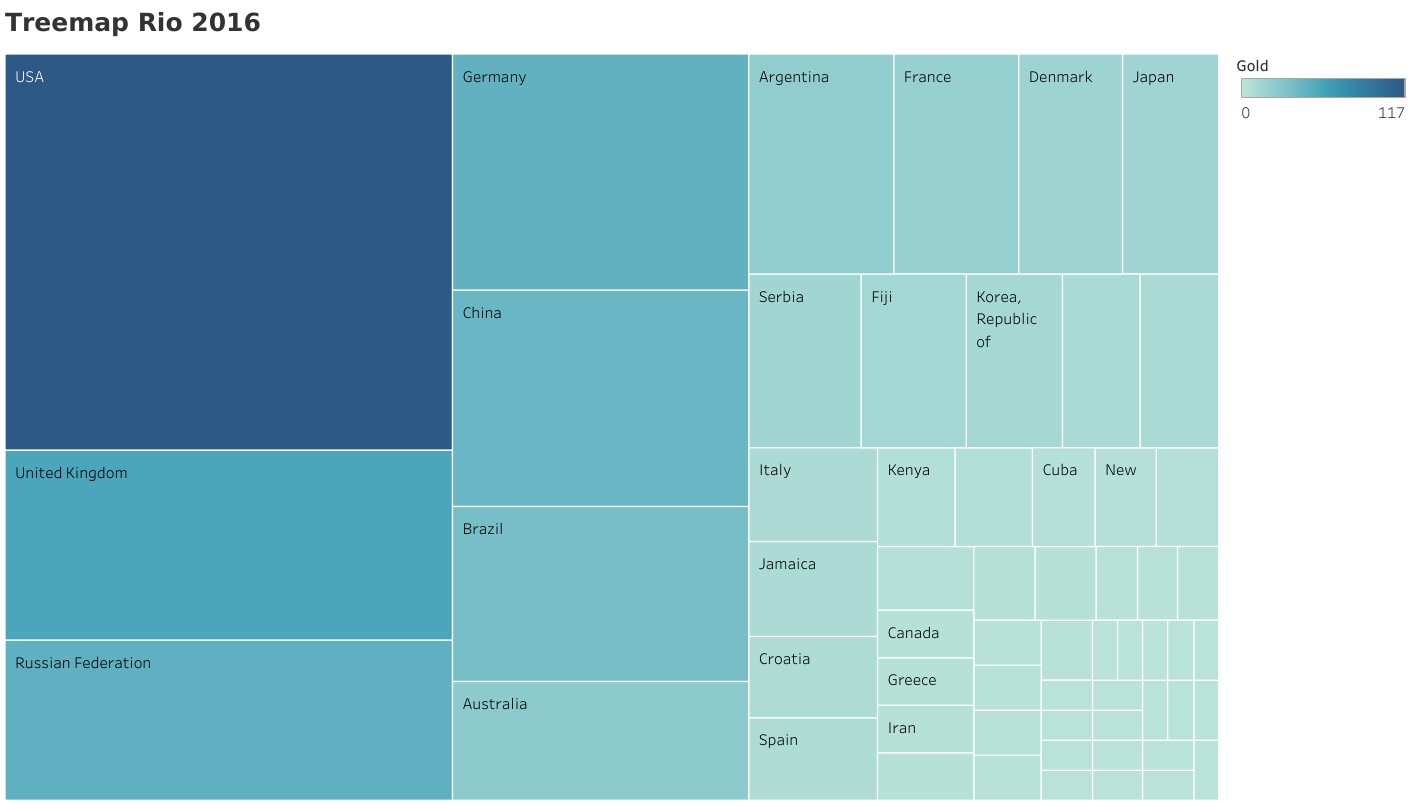 Treemap Rio 2016
USA
Germany
Argentina
France
Denmark
Japan
Gold
0
117
Serbia
Fiji
Korea,
Republic
of
China
Italy
Kenya
Cuba
New
United Kingdom
Brazil
Jamaica
Canada
Croatia
Russian Federation
Greece
Australia
Iran
Spain